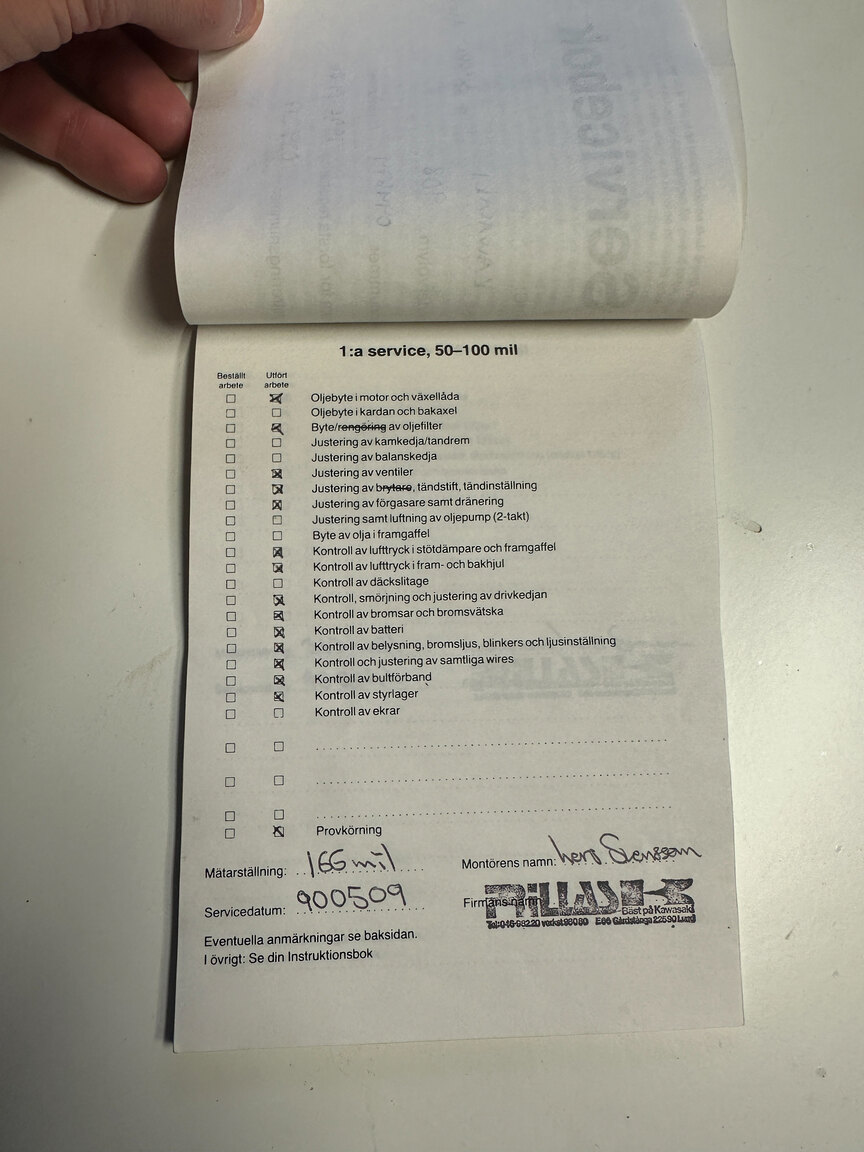 Servicebok
1:a service, 50–100 mil
Beställt arbete
Utfört arbete
Oljebyte i motor och växellåda
Oljebyte i kardan och bakaxel
Byte/rengöring av oljefilter
Justering av kamkedja/tandrem
Justering av balanskedja
Justering av ventiler
Justering av brytare, tändstift, tändinställning
Justering av förgasare samt dränering
Justering samt luftning av oljepump (2-takt)
Byte av olja i framgaffel
Kontroll av lufttryck i stötdämpare och framgaffel
Kontroll av lufttryck i fram- och bakhjul
Kontroll av däckslitage
Kontroll, smörjning och justering av drivkedjan
Kontroll av bromsar och bromsvätska
Kontroll av batteri
Kontroll av belysning, bromsljus, blinkers och ljusinställning
Kontroll och justering av samtliga wires
Kontroll av bultförband
Kontroll av styrlager
Kontroll av ekrar
Provkörning
Mätarställning: 166 mil
Montörens namn: Svensson
Servicedatum: 900509
Firmans namn:
Bäst på Kawasaki
Eventuella anmärkningar se baksidan.
I övrigt: Se din Instruktionsbok